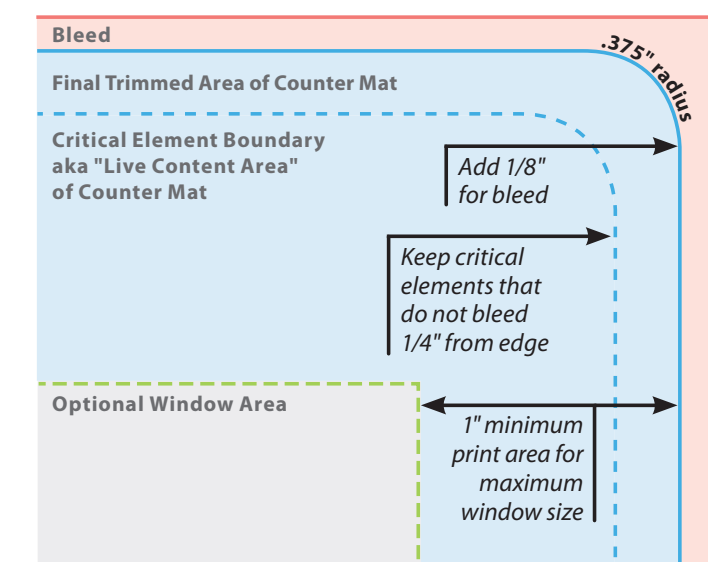 Bleed
.375" radius
Final Trimmed Area of Counter Mat
Critical Element Boundary
aka "Live Content Area"
of Counter Mat
Add 1/8"
for bleed
Keep critical
elements that
do not bleed
1/4" from edge
Optional Window Area
1" minimum
print area for
maximum
window size